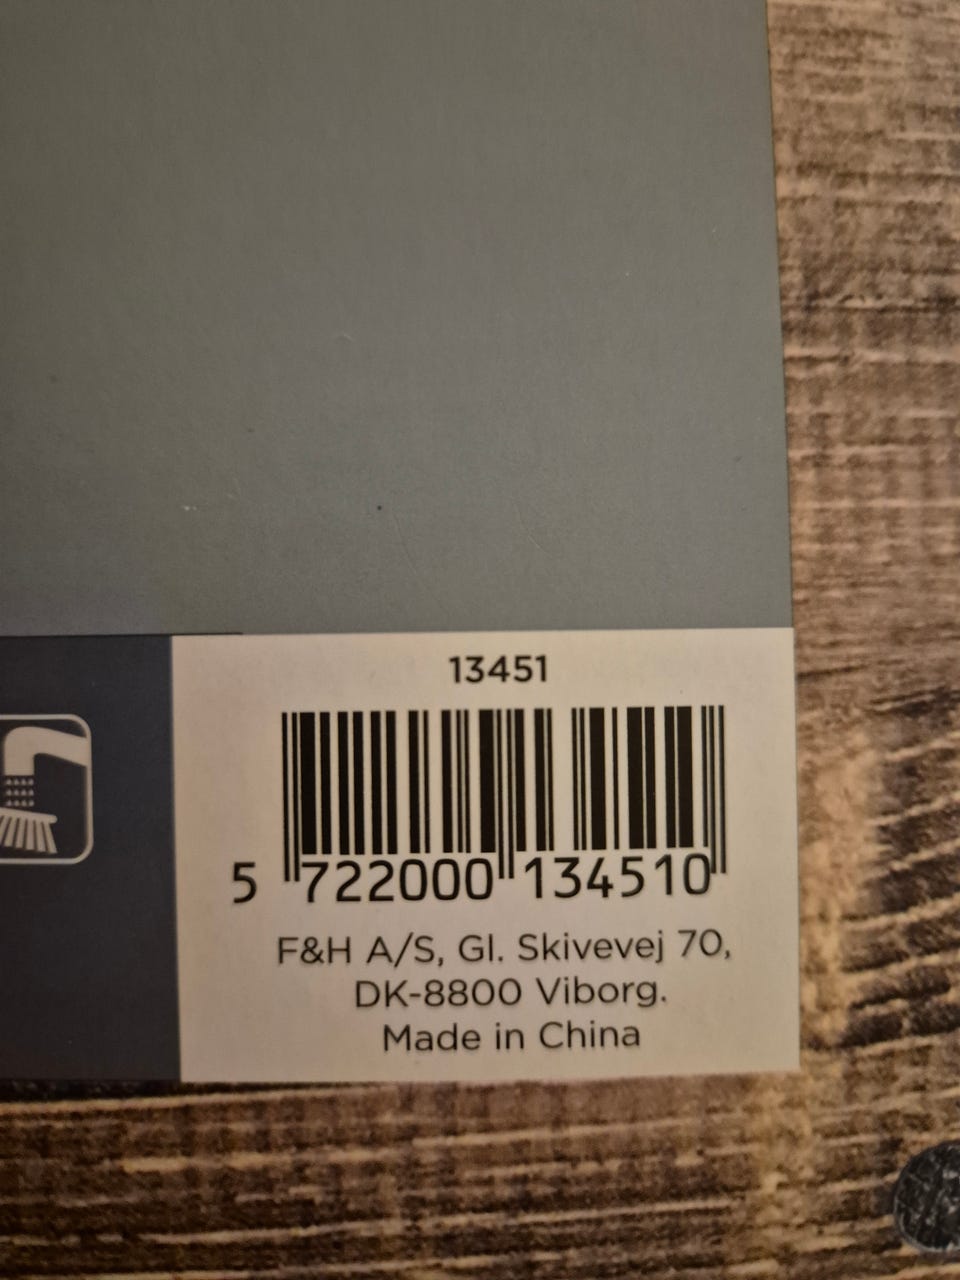 13451
5 722000 134510
F&H A/S, Gl. Skivevej 70,
DK-8800 Viborg.
Made in China